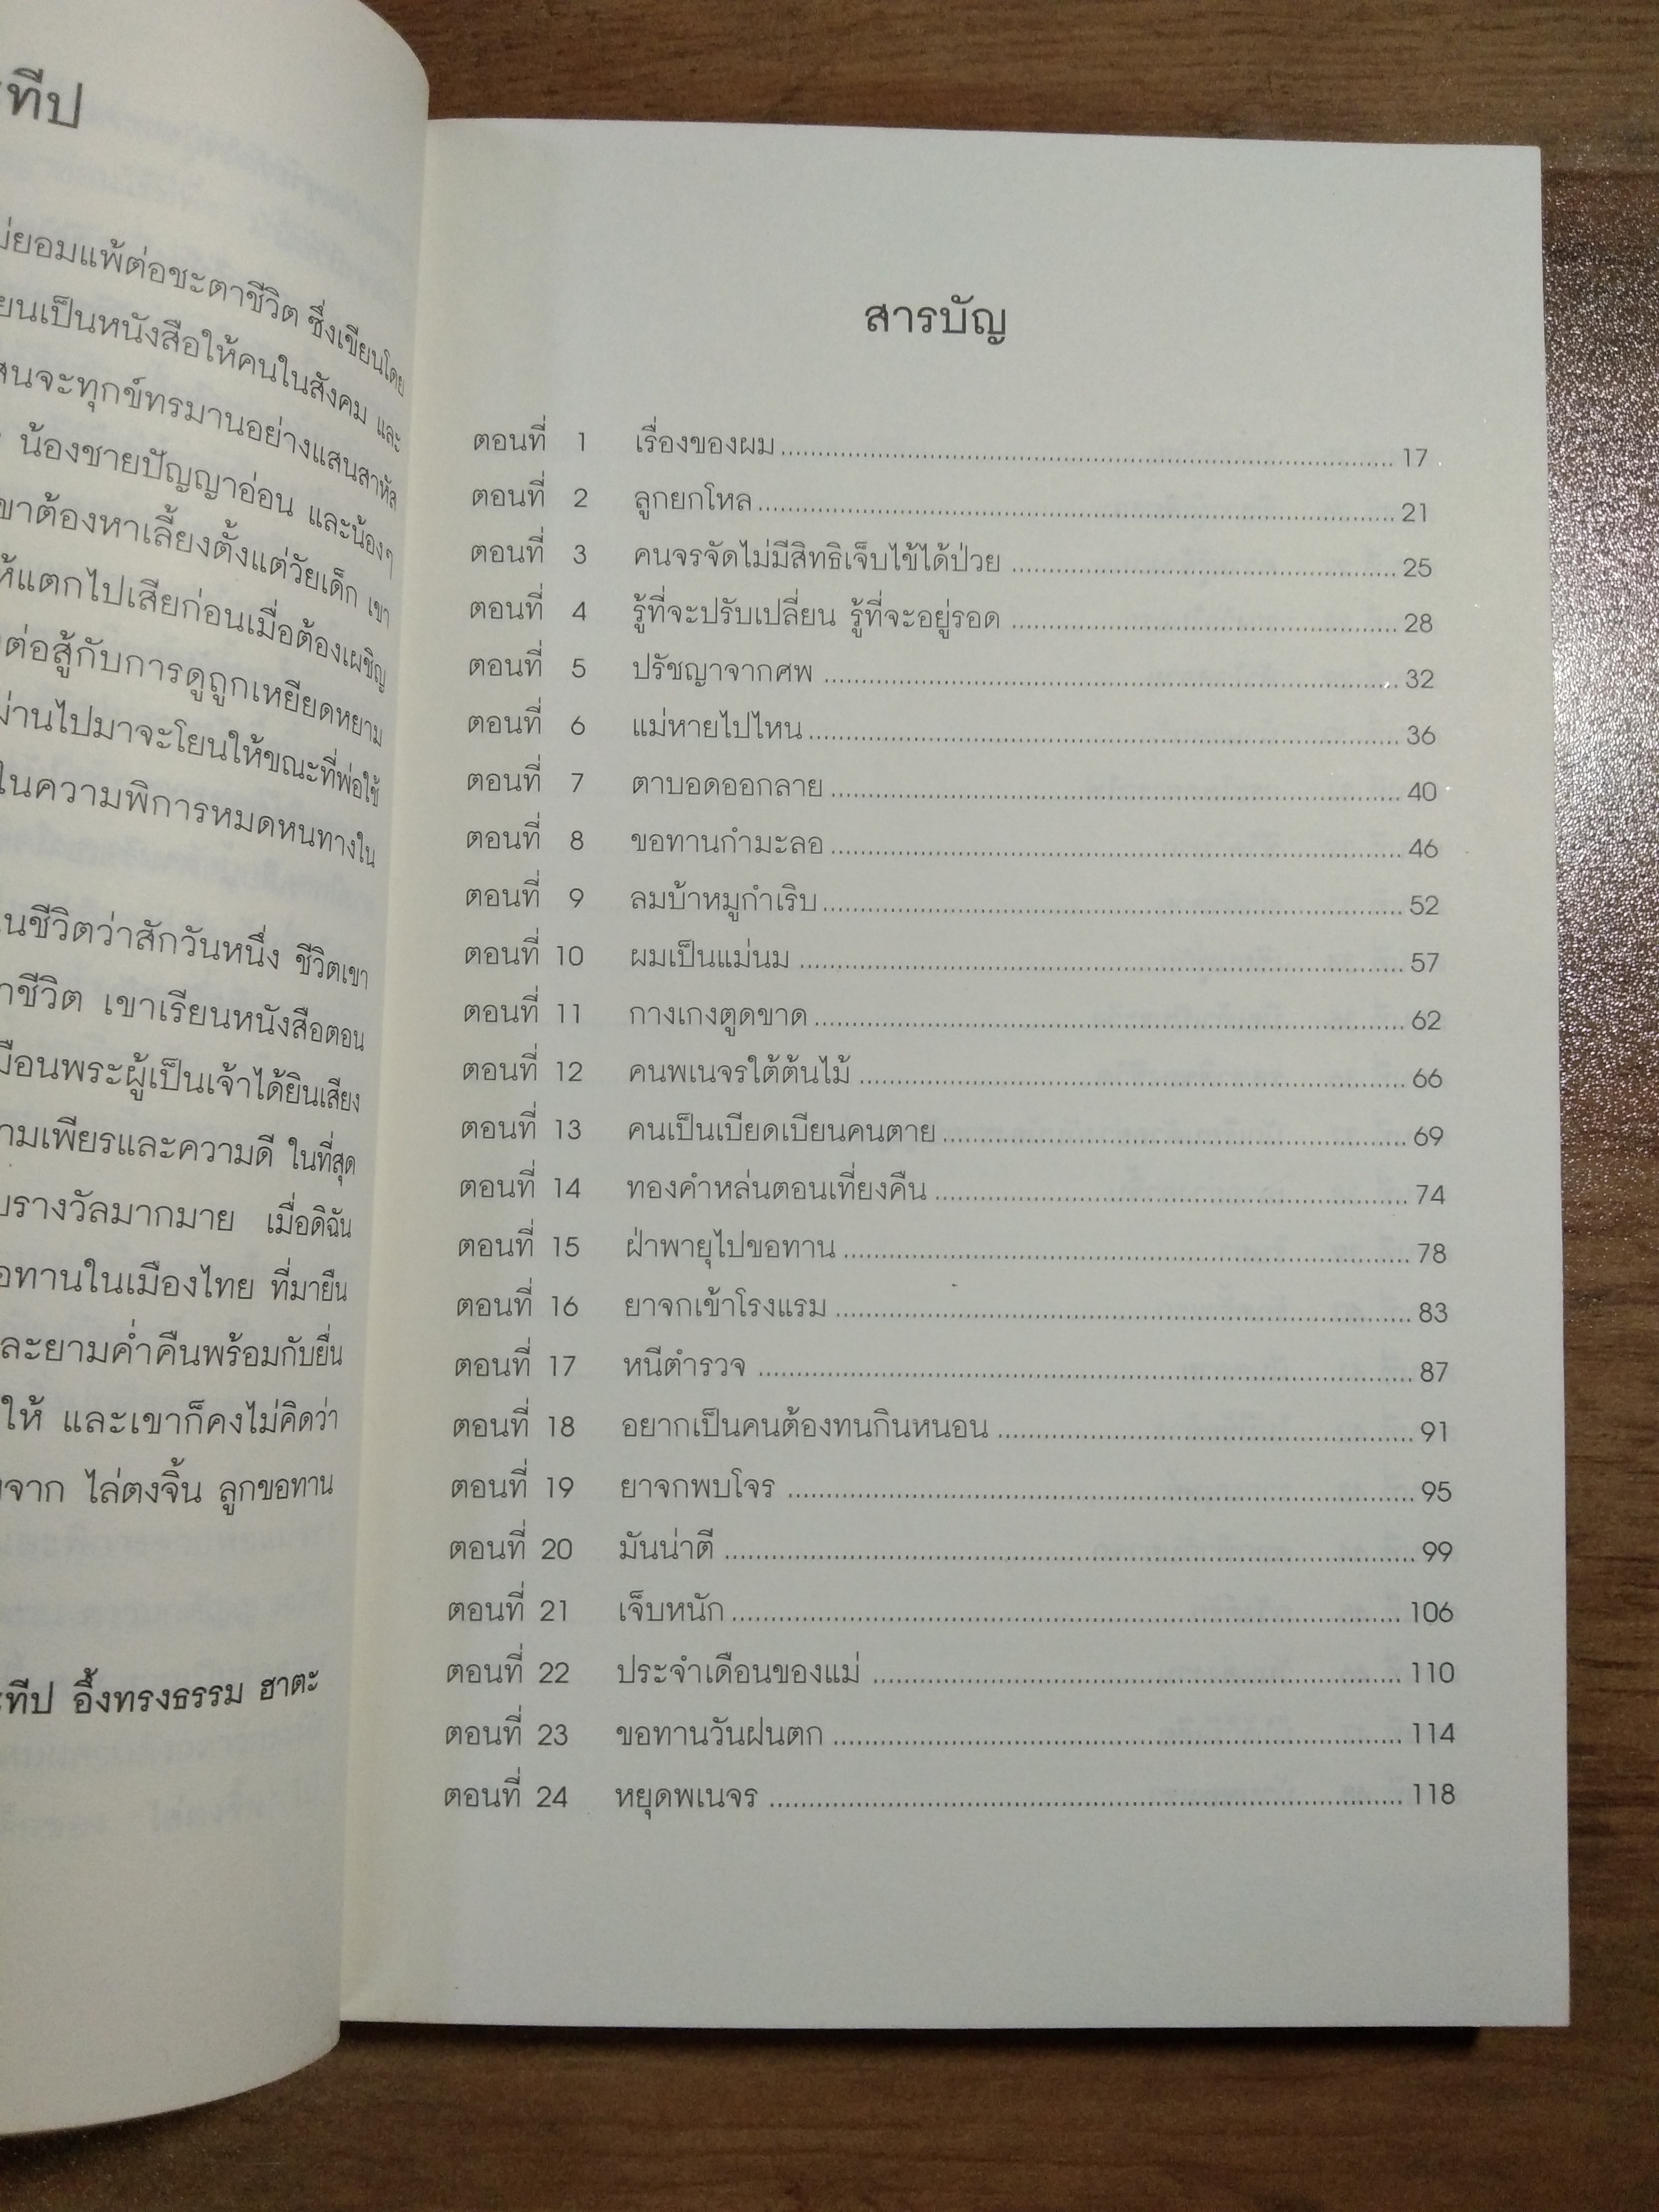 ทีป
ยอมแพ้ต่อชะตาชีวิต ซึ่งเขียนโดย
เป็นหนังสือให้คนในสังคม และ
จะทุกข์ทรมานอย่างแสนสาหัส
น้องชายปัญญาอ่อน และน้องๆ
ต้องหาเลี้ยงตั้งแต่วัยเด็ก เขา
แตกไปเสียก่อนเมื่อต้องเผชิญ
ต่อสู้กับการดูถูกเหยียดหยาม
ผ่านไปมาจะโยนให้ขณะที่พ่อใช้
ในความพิการหมดหนทางใน
ชีวิตว่าสักวันหนึ่ง ชีวิตเขา
ชีวิต เขาเรียนหนังสือตอน
พระผู้เป็นเจ้าได้ยินเสียง
เพียรและความดี ในที่สุด
รางวัลมากมาย เมื่อดิฉัน
ทานในเมืองไทย ที่มายืน
ละยามค่ำคืนพร้อมกับยื่น
ให้ และเขาก็คงไม่คิดว่า
จาก ไล่ตงจิ้น ลูกขอทาน
ทีป อึ้งทรงธรรม ฮาตะ
สารบัญ
ตอนที่ 1 เรื่องของผม 17
ตอนที่ 2 ลูกยกโหล 21
ตอนที่ 3 คนจรจัดไม่มีสิทธิเจ็บไข้ได้ป่วย 25
ตอนที่ 4 รู้ที่จะปรับเปลี่ยน รู้ที่จะอยู่รอด 28
ตอนที่ 5 ปรัชญาจากศพ 32
ตอนที่ 6 แม่หายไปไหน 36
ตอนที่ 7 ตาบอดออกลาย 40
ตอนที่ 8 ขอทานกำมะลอ 46
ตอนที่ 9 ลมบ้าหมูกำเริบ 52
ตอนที่ 10 ผมเป็นแม่นม 57
ตอนที่ 11 กางเกงตูดขาด 62
ตอนที่ 12 คนพเนจรใต้ต้นไม้ 66
ตอนที่ 13 คนเป็นเบียดเบียนคนตาย 69
ตอนที่ 14 ทองคำหล่นตอนเที่ยงคืน 74
ตอนที่ 15 ฝ่าพายุไปขอทาน 78
ตอนที่ 16 ยาจกเข้าโรงแรม 83
ตอนที่ 17 หนีตำรวจ 87
ตอนที่ 18 อยากเป็นคนต้องทนกินหนอน 91
ตอนที่ 19 ยาจกพบโจร 95
ตอนที่ 20 มันน่าตี 99
ตอนที่ 21 เจ็บหนัก 106
ตอนที่ 22 ประจำเดือนของแม่ 110
ตอนที่ 23 ขอทานวันฝนตก 114
ตอนที่ 24 หยุดพเนจร 118